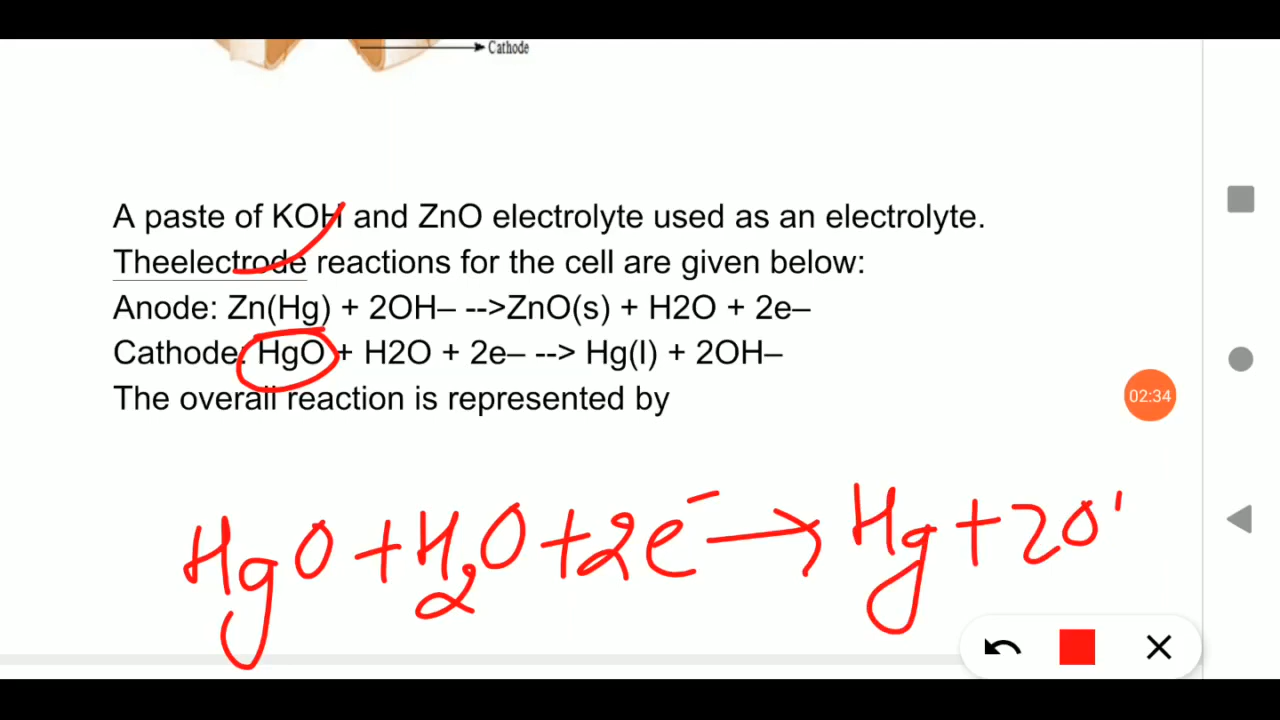 Cathode
A paste of KOH and ZnO electrolyte used as an electrolyte.
Theelectrode reactions for the cell are given below:
Anode: Zn(Hg) + 2OH– -->ZnO(s) + H2O + 2e–
Cathode: HgO + H2O + 2e– --> Hg(l) + 2OH–
The overall reaction is represented by
02:34
HgO + H2O + 2e⁻ → Hg + 2O'